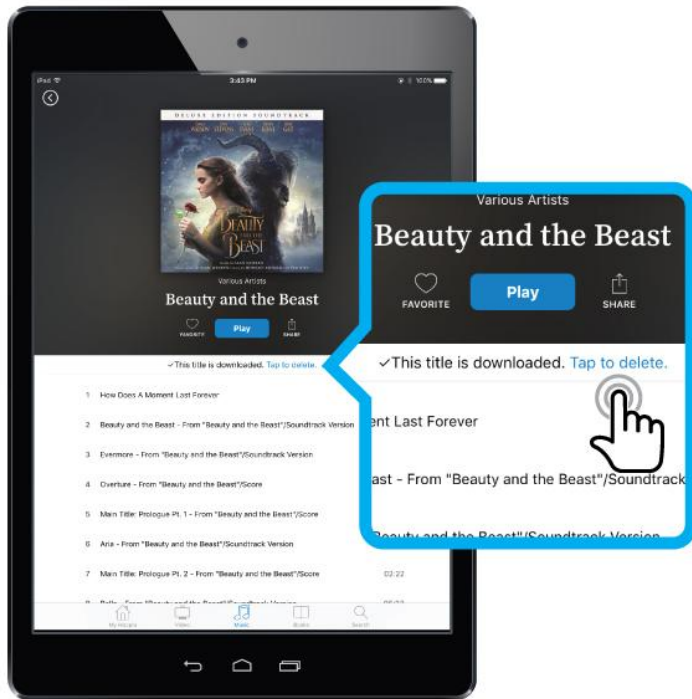 iPad 3:43 PM 100%
DELUXE EDITION SOUNDTRACK
Disney
BEAUTY
AND THE
BEAST
Various Artists
Beauty and the Beast
FAVORITE Play SHARE
✓This title is downloaded. Tap to delete.
1 How Does A Moment Last Forever
2 Beauty and the Beast - From "Beauty and the Beast"/Soundtrack Version
3 Evermore - From "Beauty and the Beast"/Soundtrack Version
4 Overture - From "Beauty and the Beast"/Score
5 Main Title: Prologue Pt. 1 - From "Beauty and the Beast"/Score
6 Aria - From "Beauty and the Beast"/Soundtrack Version
7 Main Title: Prologue Pt. 2 - From "Beauty and the Beast"/Score 02:22
Music Books Search
Various Artists
Beauty and the Beast
FAVORITE Play SHARE
✓This title is downloaded. Tap to delete.
ent Last Forever
ast - From "Beauty and the Beast"/Soundtrack
"Beauty and the Beast"/Soundtrack Version